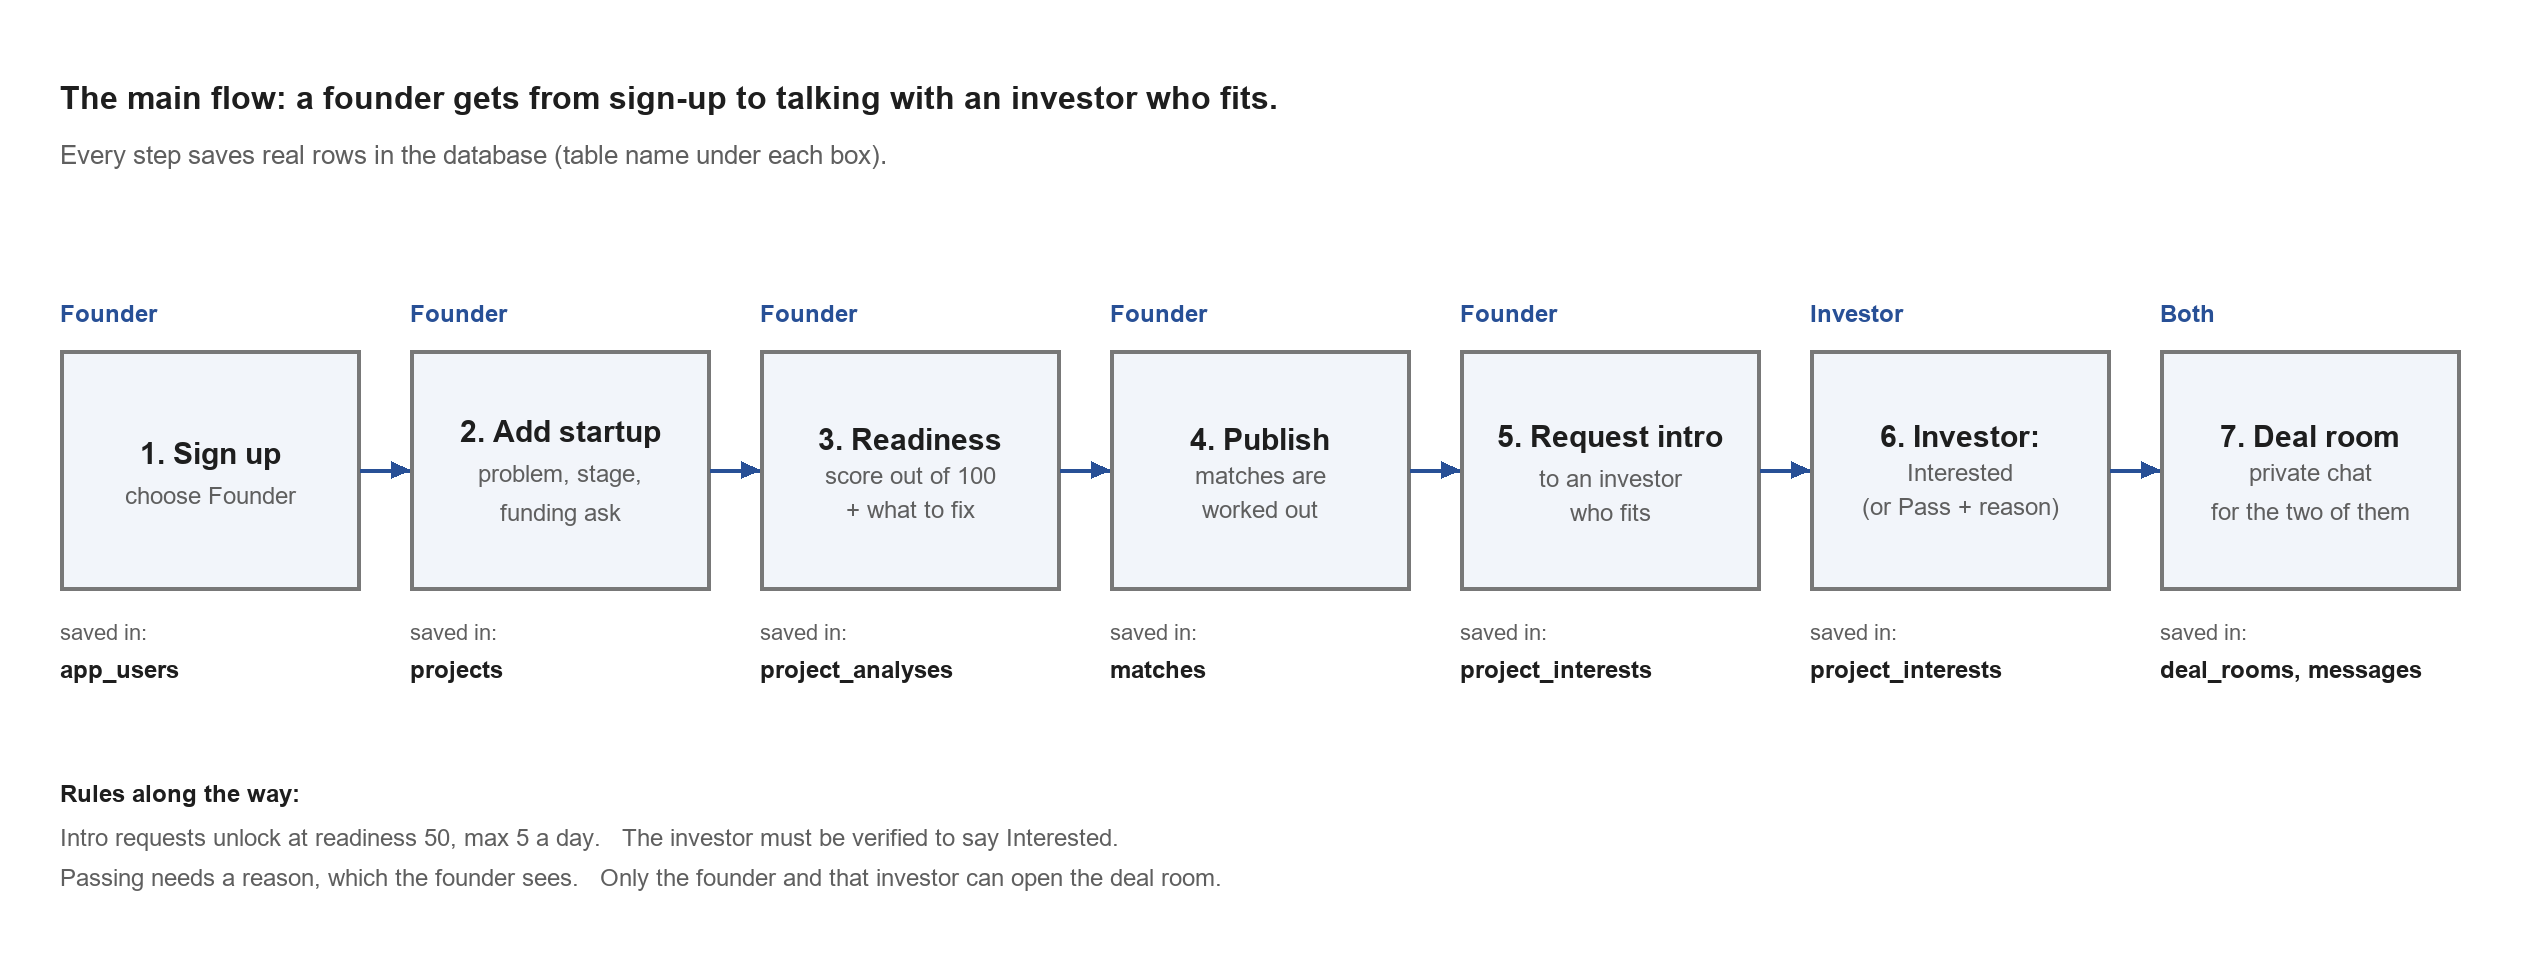 The main flow: a founder gets from sign-up to talking with an investor who fits.
Every step saves real rows in the database (table name under each box).
Founder
1. Sign up
choose Founder
saved in:
app_users
Founder
2. Add startup
problem, stage,
funding ask
saved in:
projects
Founder
3. Readiness
score out of 100
+ what to fix
saved in:
project_analyses
Founder
4. Publish
matches are
worked out
saved in:
matches
Founder
5. Request intro
to an investor
who fits
saved in:
project_interests
Investor
6. Investor:
Interested
(or Pass + reason)
saved in:
project_interests
Both
7. Deal room
private chat
for the two of them
saved in:
deal_rooms, messages
Rules along the way:
Intro requests unlock at readiness 50, max 5 a day. The investor must be verified to say Interested.
Passing needs a reason, which the founder sees. Only the founder and that investor can open the deal room.